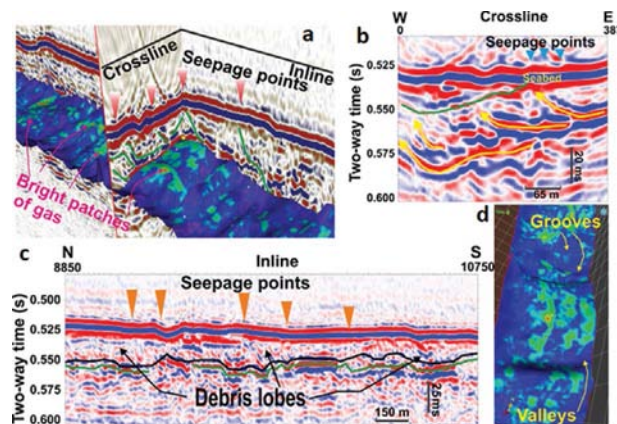 a
Crossline
Seepage points
Inline
Bright patches
of gas
b
W
Crossline
E
0
387
Seepage points
Seabed
Two-way time (s)
0.525
0.550
0.575
0.600
20 ms
65 m
c
N
Inline
S
8850
10750
Seepage points
Two-way time (s)
0.500
0.525
0.550
0.575
0.600
Debris lobes
25ms
150 m
d
Grooves
Valleys